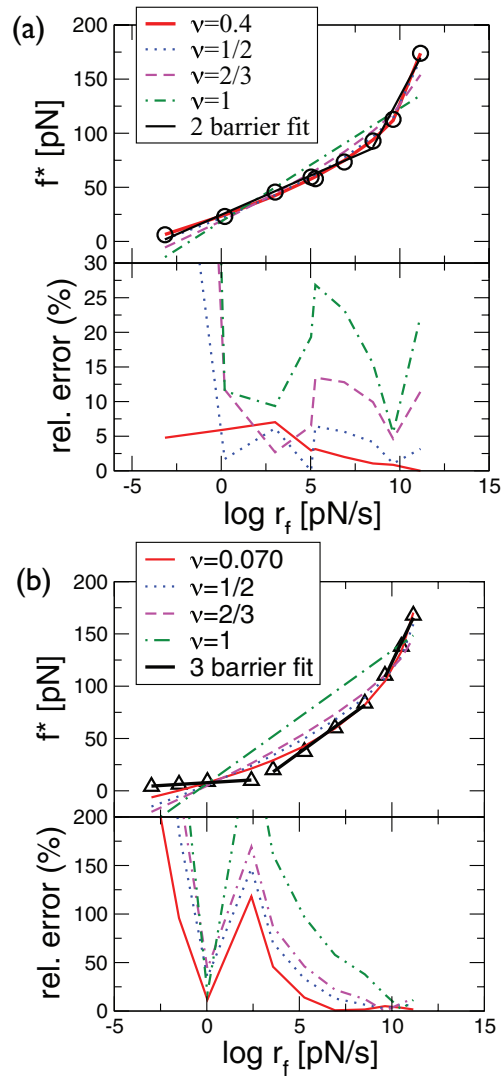 (a)
200
150
100
50
0
f* [pN]
ν=0.4
ν=1/2
ν=2/3
ν=1
2 barrier fit
30
25
20
15
10
5
0
rel. error (%)
-5 0 5 10 15
log r_f [pN/s]
(b)
200
150
100
50
0
f* [pN]
ν=0.070
ν=1/2
ν=2/3
ν=1
3 barrier fit
200
150
100
50
0
rel. error (%)
-5 0 5 10 15
log r_f [pN/s]